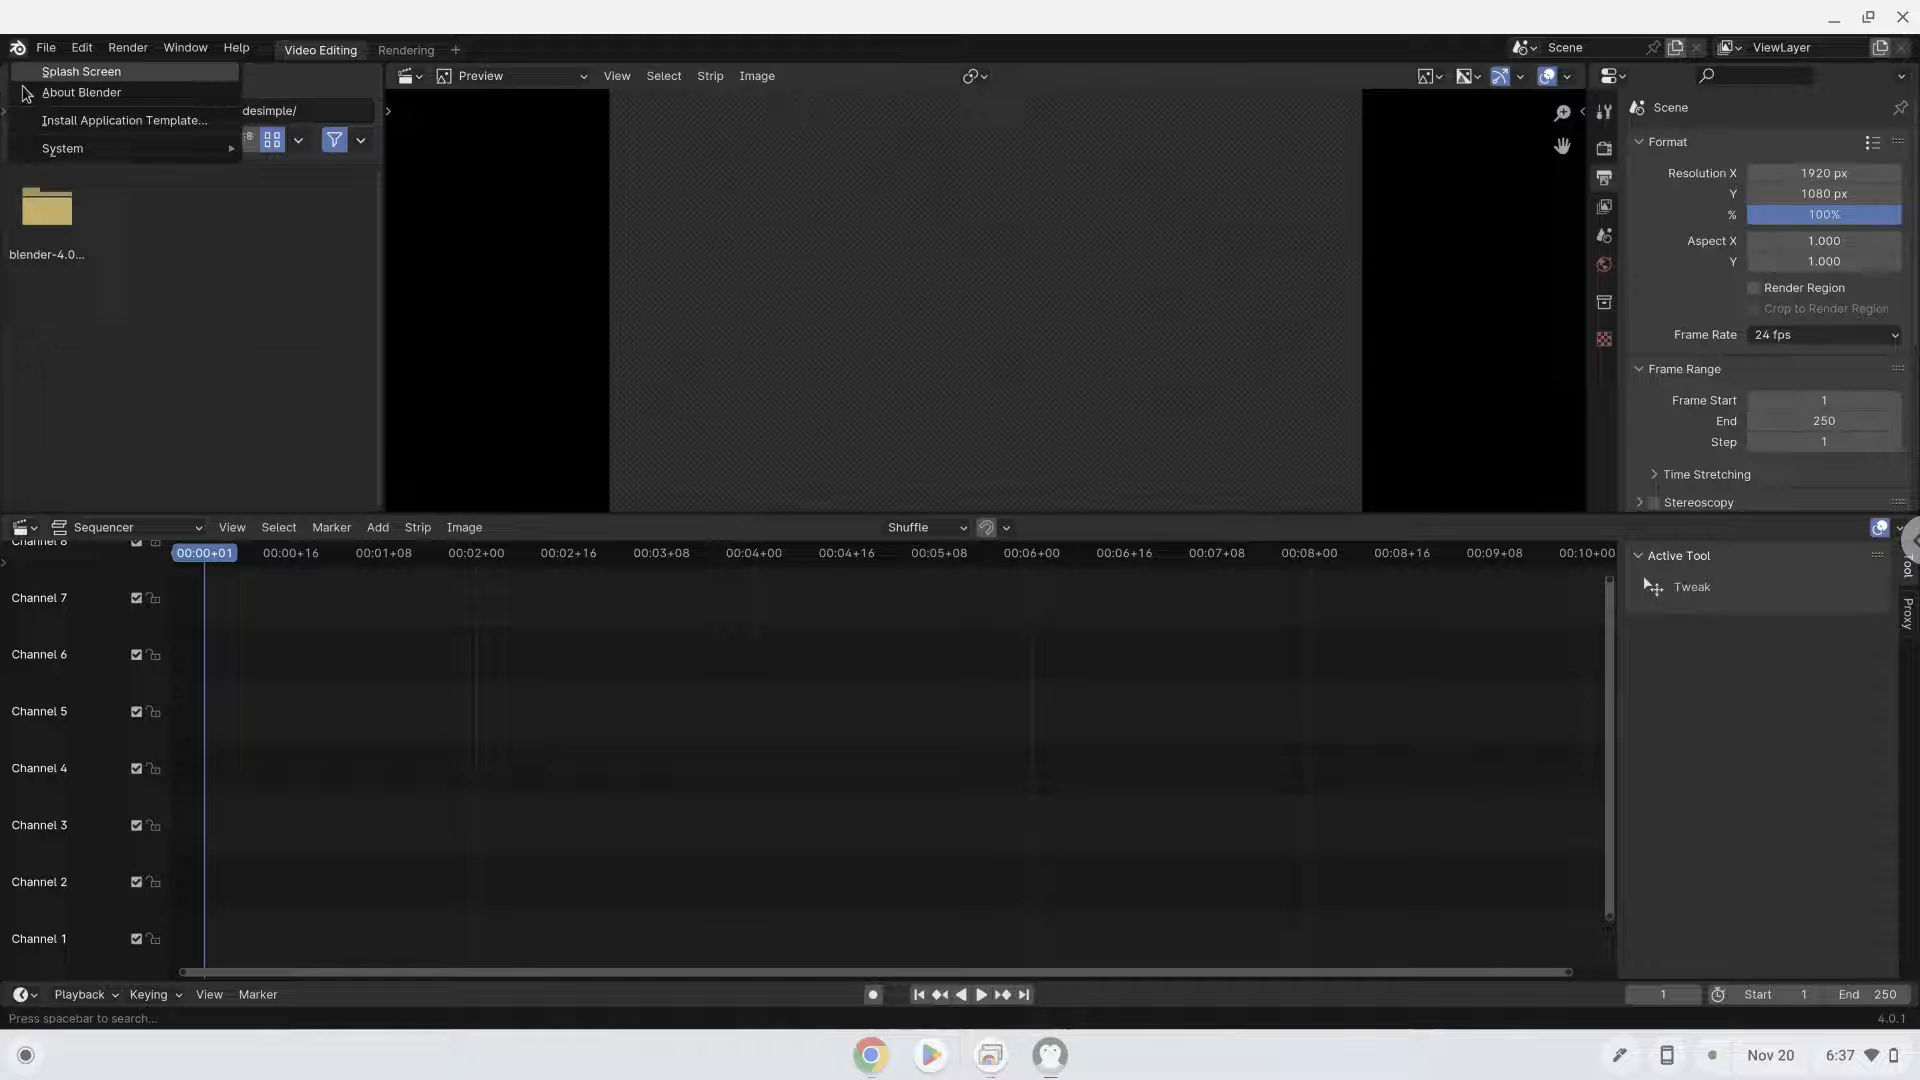 File Edit Render Window Help Video Editing Rendering Scene ViewLayer
Splash Screen
About Blender
Install Application Template...
System
desimple/
blender-4.0...
Preview View Select Strip Image
Scene
Format
Resolution X 1920 px
Y 1080 px
% 100%
Aspect X 1.000
Y 1.000
Render Region
Crop to Render Region
Frame Rate 24 fps
Frame Range
Frame Start 1
End 250
Step 1
Time Stretching
Stereoscopy
Sequencer View Select Marker Add Strip Image Shuffle
Channel 8
00:00+01 00:00+16 00:01+08 00:02+00 00:02+16 00:03+08 00:04+00 00:04+16 00:05+08 00:06+00 00:06+16 00:07+08 00:08+00 00:08+16 00:09+08 00:10+00
Channel 7
Channel 6
Channel 5
Channel 4
Channel 3
Channel 2
Channel 1
Active Tool
Tweak
Tool
Proxy
Playback Keying View Marker 1 Start 1 End 250
Press spacebar to search...
4.0.1
Nov 20 6:37